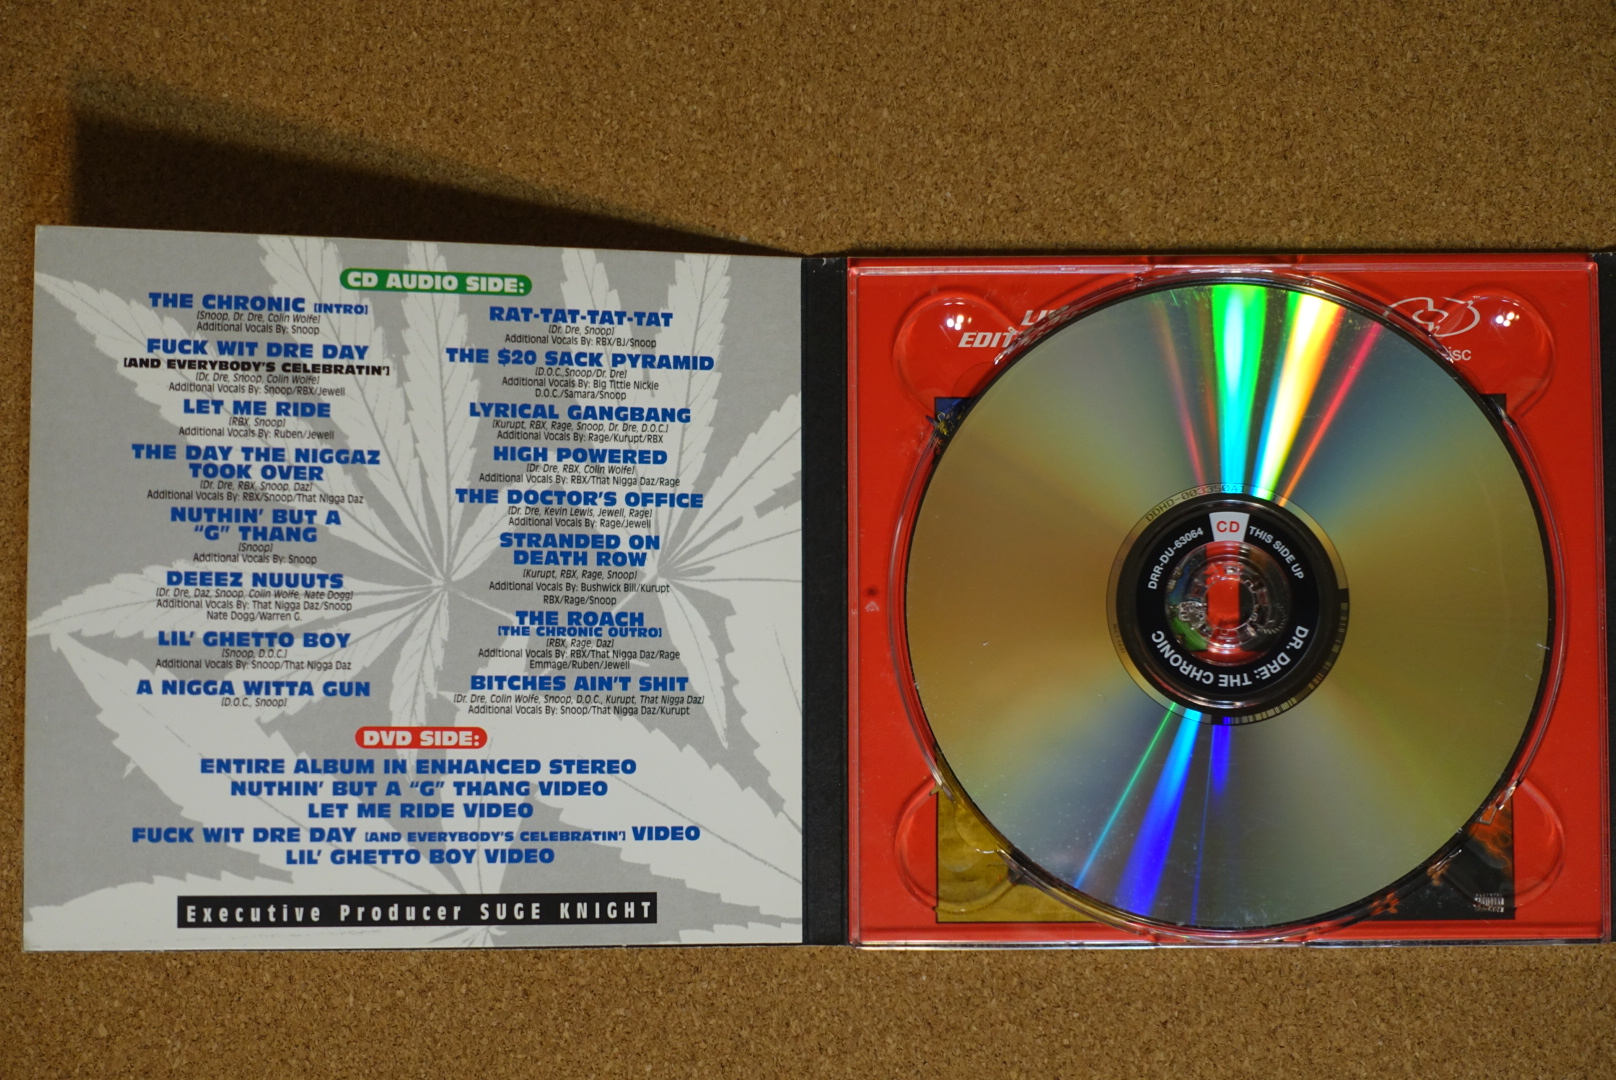 CD AUDIO SIDE:
THE CHRONIC [INTRO]
[Snoop, Dr. Dre, Colin Wolfe]
Additional Vocals By: Snoop
FUCK WIT DRE DAY
[AND EVERYBODY'S CELEBRATIN']
[Dr. Dre, Snoop, Colin Wolfe]
Additional Vocals By: Snoop/RBX/Jewell
LET ME RIDE
[RBX, Snoop]
Additional Vocals By: Ruben/Jewell
THE DAY THE NIGGAZ
TOOK OVER
[Dr. Dre, RBX, Snoop, Daz]
Additional Vocals By: RBX/Snoop/That Nigga Daz
NUTHIN' BUT A
"G" THANG
[Snoop]
Additional Vocals By: Snoop
DEEEZ NUUUTS
[Dr. Dre, Daz, Snoop, Colin Wolfe, Nate Dogg]
Additional Vocals By: That Nigga Daz/Snoop
Nate Dogg/Warren G.
LIL' GHETTO BOY
[Snoop, D.O.C.]
Additional Vocals By: Snoop/That Nigga Daz
A NIGGA WITTA GUN
[D.O.C., Snoop]
RAT-TAT-TAT-TAT
[Dr. Dre, Snoop]
Additional Vocals By: RBX/BJ/Snoop
THE $20 SACK PYRAMID
[D.O.C,Snoop/Dr. Dre]
Additional Vocals By: Big Tittie Nickie
D.O.C./Samara/Snoop
LYRICAL GANGBANG
[Kurupt, RBX, Rage, Snoop, Dr. Dre, D.O.C.]
Additional Vocals By: Rage/Kurupt/RBX
HIGH POWERED
[Dr. Dre, RBX, Colin Wolfe]
Additional Vocals By: RBX/That Nigga Daz/Rage
THE DOCTOR'S OFFICE
[Dr. Dre, Kevin Lewis, Jewell, Rage]
Additional Vocals By: Rage/Jewell
STRANDED ON
DEATH ROW
[Kurupt, RBX, Rage, Snoop]
Additional Vocals By: Bushwick Bill/Kurupt
RBX/Rage/Snoop
THE ROACH
[THE CHRONIC OUTRO]
[RBX, Rage, Daz]
Additional Vocals By: RBX/That Nigga Daz/Rage
Emmage/Ruben/Jewell
BITCHES AIN'T SHIT
[Dr. Dre, Colin Wolfe, Snoop, D.O.C., Kurupt, That Nigga Daz]
Additional Vocals By: Snoop/That Nigga Daz/Kurupt
DVD SIDE:
ENTIRE ALBUM IN ENHANCED STEREO
NUTHIN' BUT A "G" THANG VIDEO
LET ME RIDE VIDEO
FUCK WIT DRE DAY [AND EVERYBODY'S CELEBRATIN'] VIDEO
LIL' GHETTO BOY VIDEO
Executive Producer SUGE KNIGHT
DRR-DU-63064
CD
THIS SIDE UP
DR. DRE: THE CHRONIC